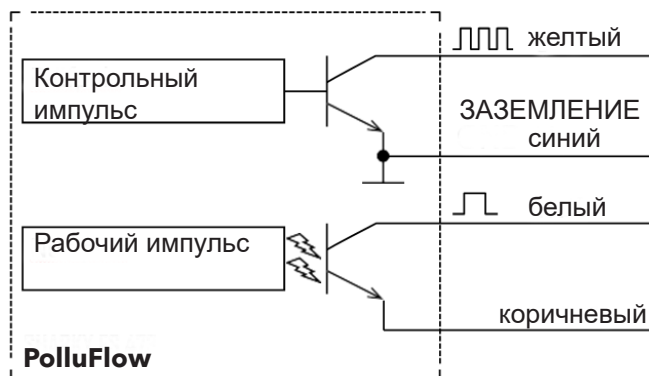 желтый
Контрольный
импульс
ЗАЗЕМЛЕНИЕ
синий
белый
Рабочий импульс
коричневый
PolluFlow